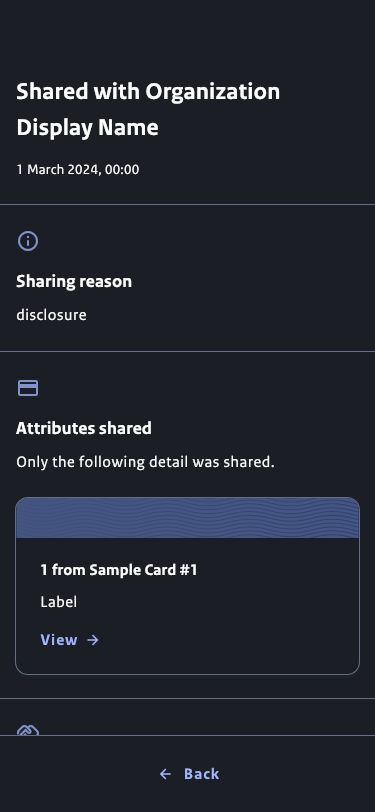 Shared with Organization
Display Name
1 March 2024, 00:00
Sharing reason
disclosure
Attributes shared
Only the following detail was shared.
1 from Sample Card #1
Label
View
Back